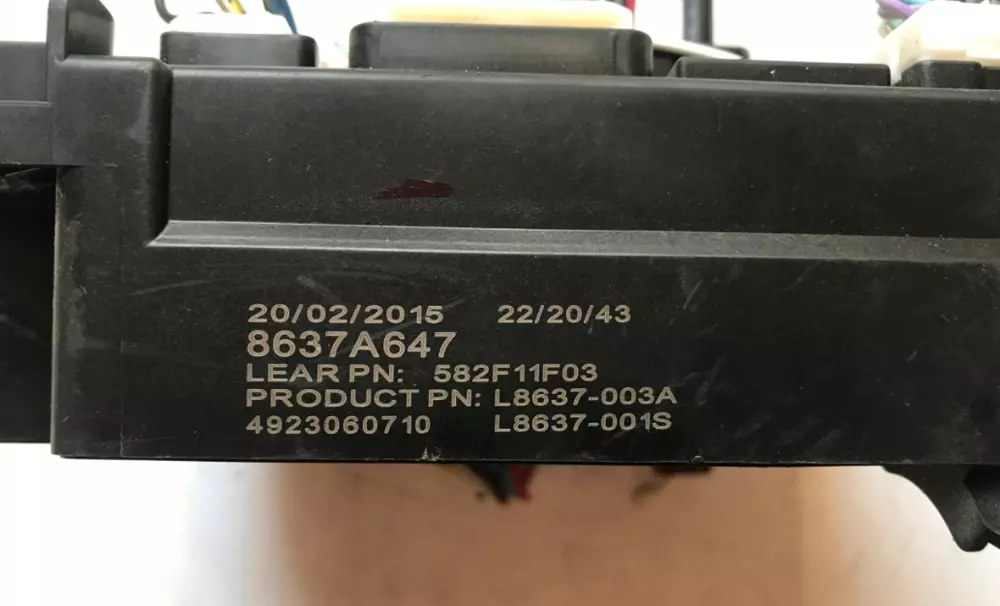 20/02/2015 22/20/43
8637A647
LEAR PN: 582F11F03
PRODUCT PN: L8637-003A
4923060710 L8637-001S